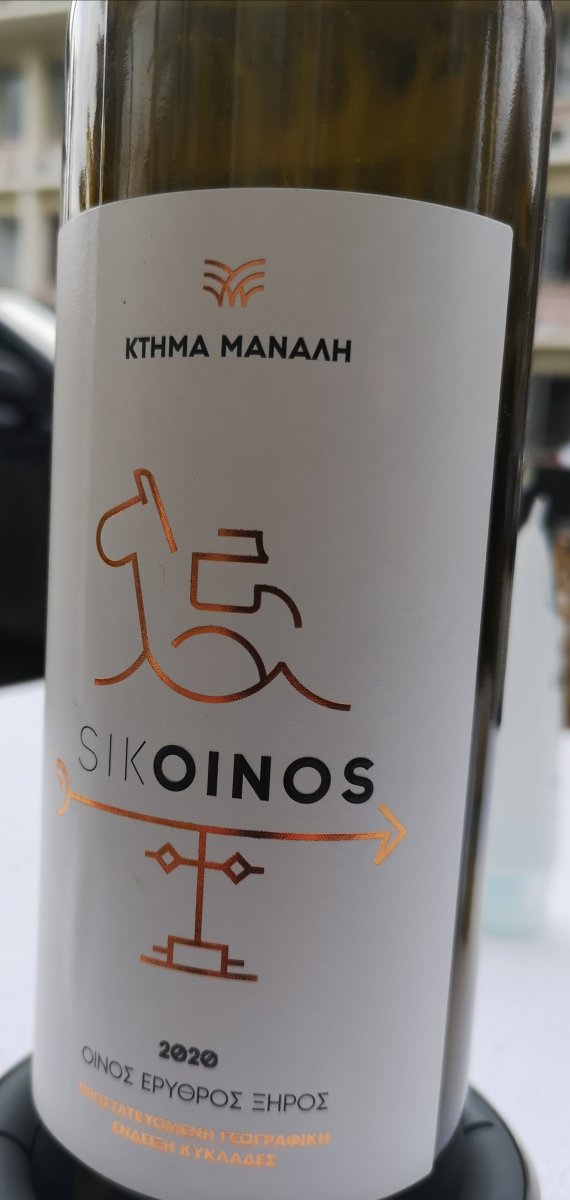 ΚΤΗΜΑ ΜΑΝΑΛΗ
SIKOINOS
2020
ΟΙΝΟΣ ΕΡΥΘΡΟΣ ΞΗΡΟΣ
ΠΡΟΣΤΑΤΕΥΟΜΕΝΗ ΓΕΩΓΡΑΦΙΚΗ
ΕΝΔΕΙΞΗ ΚΥΚΛΑΔΕΣ